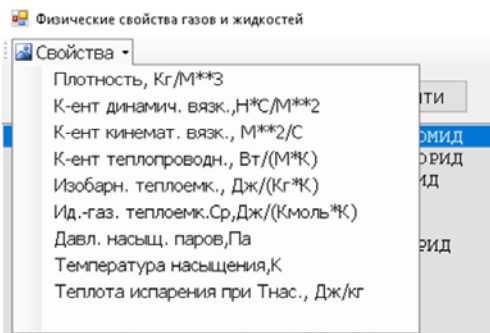 Физические свойства газов и жидкостей
Свойства
Плотность, Кг/М**3
К-ент динамич. вязк.,Н*С/М**2
К-ент кинемат. вязк., М**2/С
К-ент теплопроводн., Вт/(М*К)
Изобарн. теплоемк., Дж/(Кг*К)
Ид.-газ. теплоемк.Ср,Дж/(Кмоль*К)
Давл. насыщ. паров,Па
Температура насыщения,К
Теплота испарения при Тнас., Дж/кг